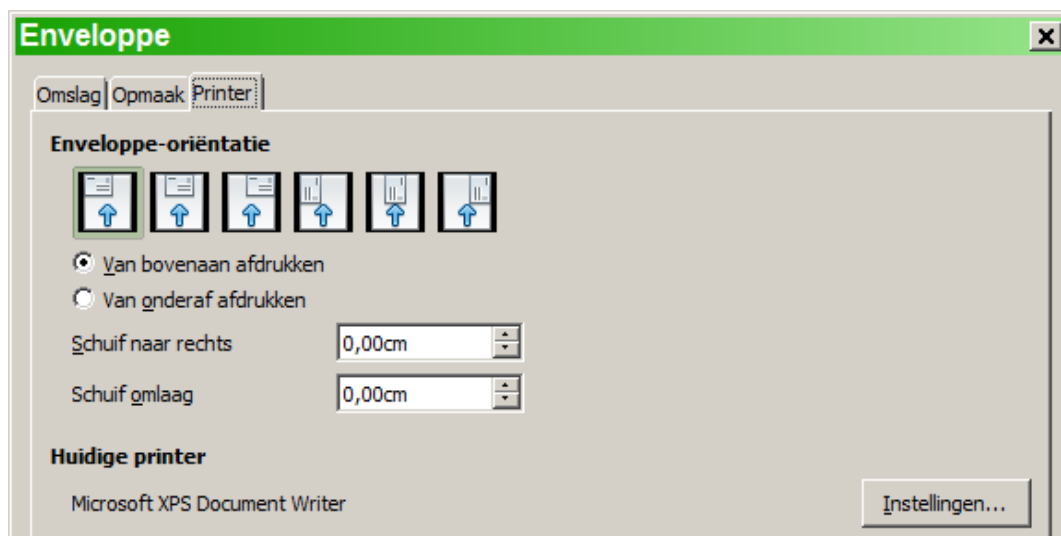 Enveloppe
Omslag Opmaak Printer
Enveloppe-oriëntatie
Van bovenaan afdrukken
Van onderaf afdrukken
Schuif naar rechts 0,00cm
Schuif omlaag 0,00cm
Huidige printer
Microsoft XPS Document Writer Instellingen...